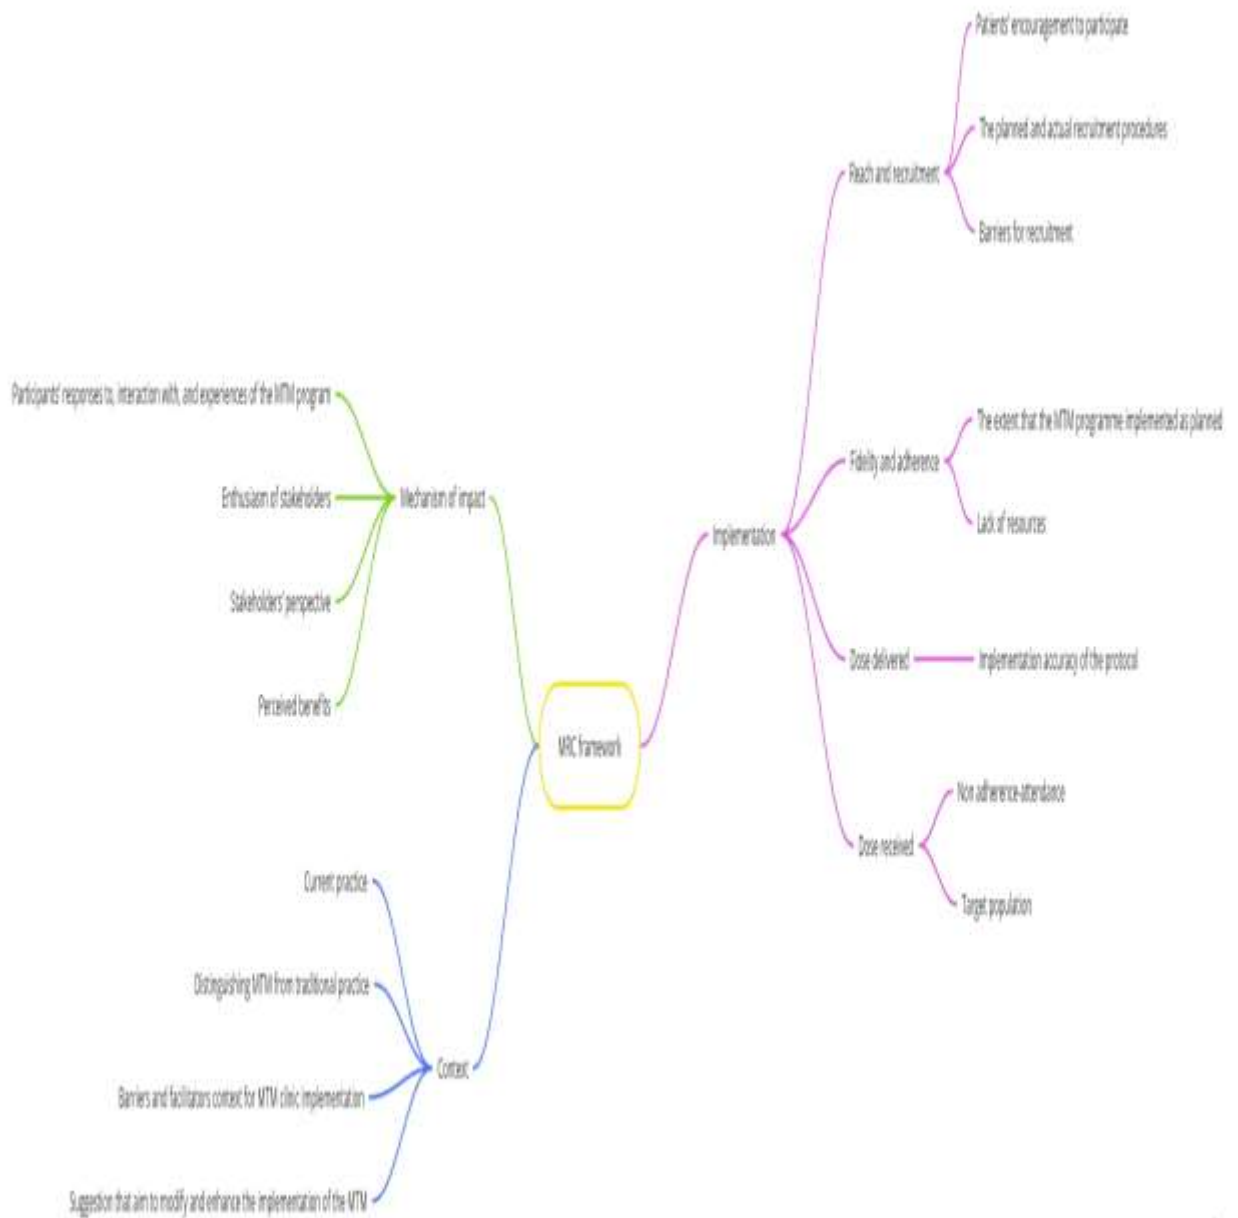 Patients' encouragement to participate
The planned and actual recruitment procedures
Reach and recruitment
Barriers for recruitment
Participants' responses to, interaction with, and experiences of the MTM program
The extent that the MTM programme implemented as planned
Fidelity and adherence
Enthusiasm of stakeholders
Mechanism of impact
Lack of resources
Implementation
Stakeholders' perspective
Dose delivered
Implementation accuracy of the protocol
Perceived benefits
MRC framework
Non adherence-attendance
Dose received
Current practice
Target population
Distinguishing MTM from traditional practice
Context
Barriers and facilitators context for MTM clinic implementation
Suggestion that aim to modify and enhance the implementation of the MTM